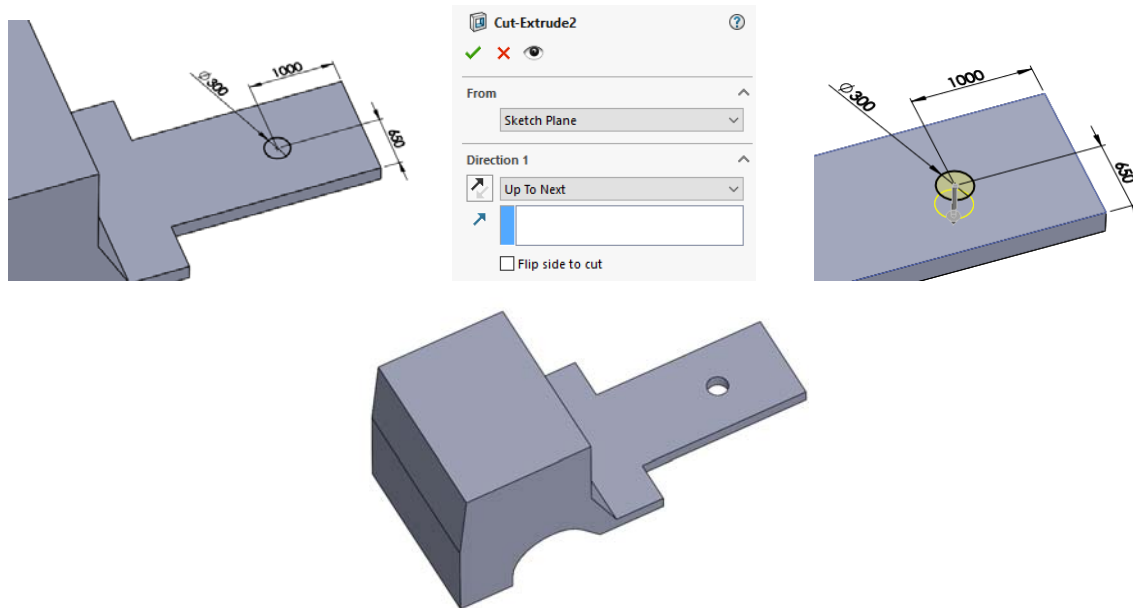 1000
Ø300
650
Cut-Extrude2
?
From
Sketch Plane
Direction 1
Up To Next
Flip side to cut
1000
Ø300
650